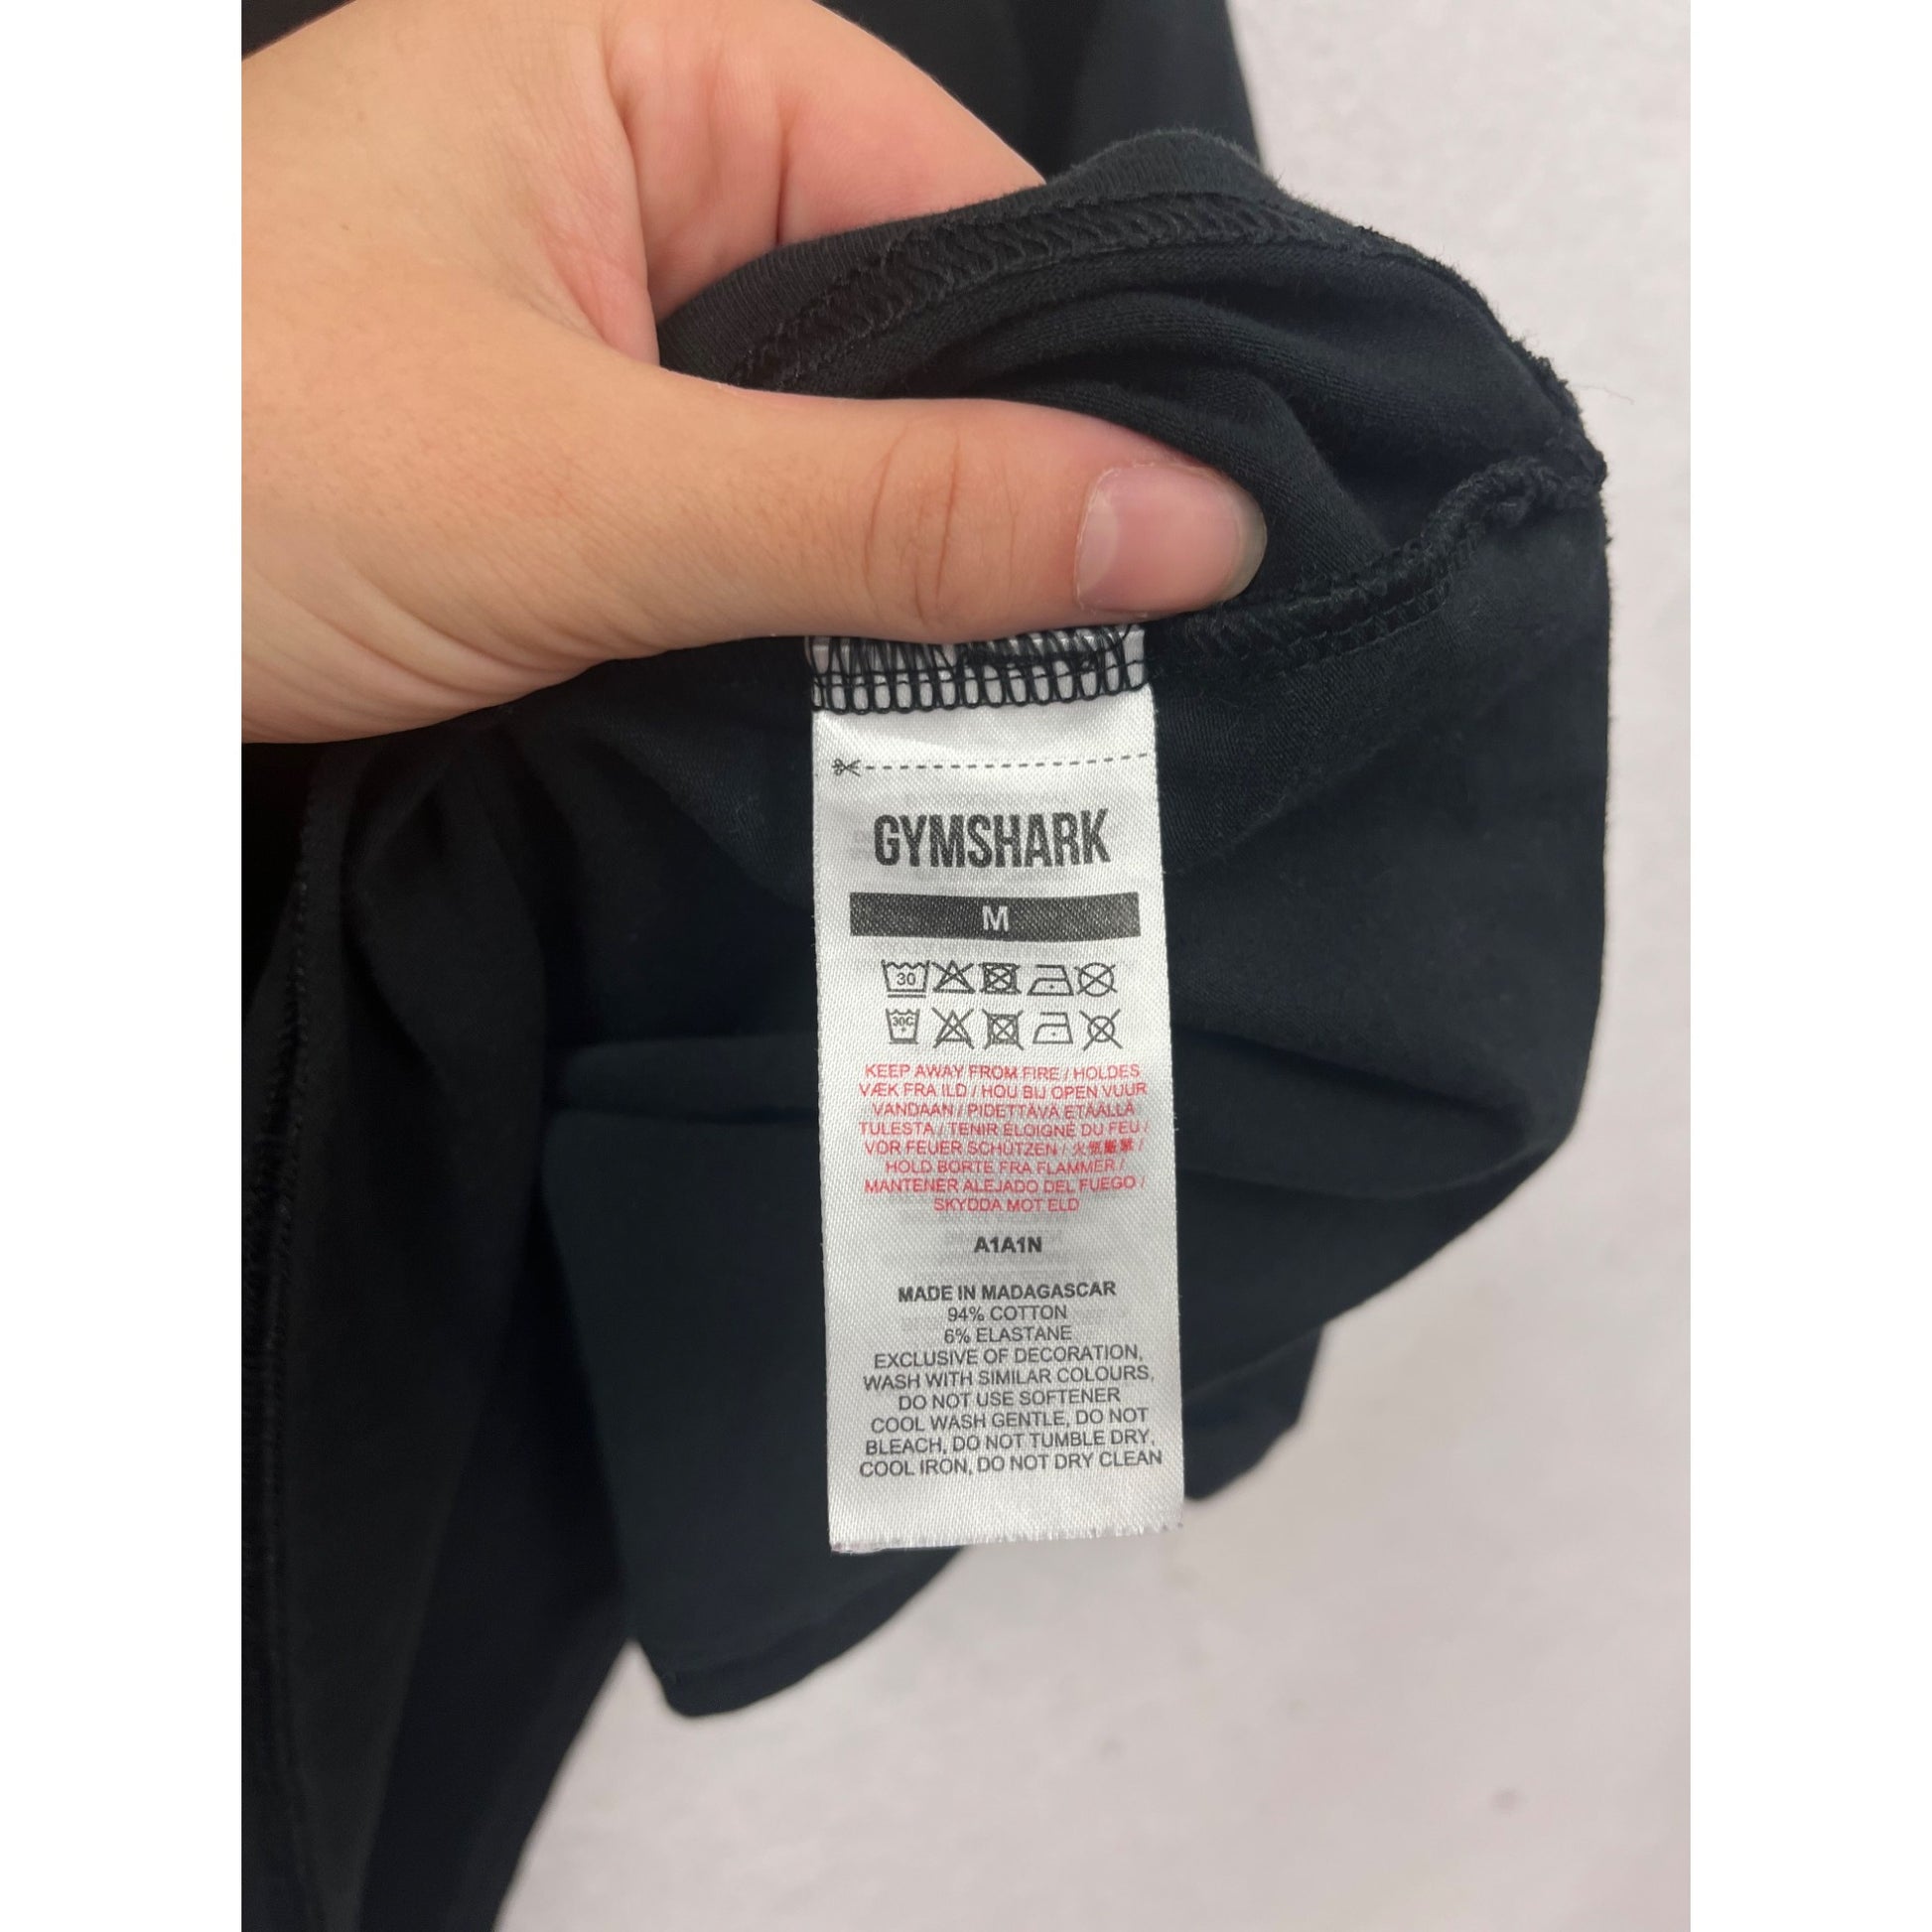 GYMSHARK
M
30
30C
KEEP AWAY FROM FIRE / HOLDES
VÆK FRA ILD / HOU BIJ OPEN VUUR
VANDAAN / PIDETTÄVÄ ETÄÄLLÄ
TULESTA / TENIR ÉLOIGNÉ DU FEU /
VOR FEUER SCHÜTZEN / 火気厳禁 /
HOLD BORTE FRA FLAMMER /
MANTENER ALEJADO DEL FUEGO /
SKYDDA MOT ELD
A1A1N
MADE IN MADAGASCAR
94% COTTON
6% ELASTANE
EXCLUSIVE OF DECORATION,
WASH WITH SIMILAR COLOURS,
DO NOT USE SOFTENER
COOL WASH GENTLE, DO NOT
BLEACH, DO NOT TUMBLE DRY,
COOL IRON, DO NOT DRY CLEAN